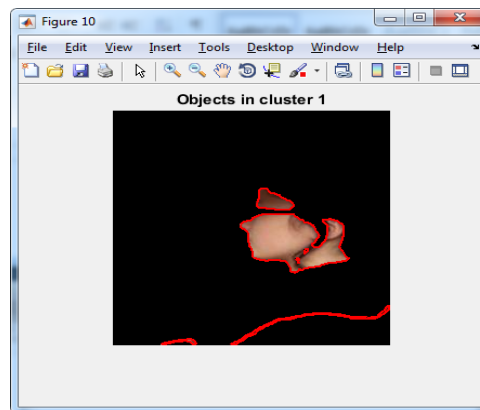 Figure 10
File Edit View Insert Tools Desktop Window Help
Objects in cluster 1